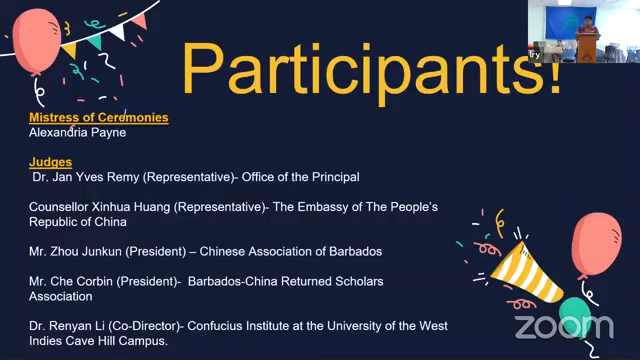 Participants!
Mistress of Ceremonies
Alexandria Payne
Judges
Dr. Jan Yves Remy (Representative)- Office of the Principal
Counsellor Xinhua Huang (Representative)- The Embassy of The People's
Republic of China
Mr. Zhou Junkun (President) – Chinese Association of Barbados
Mr. Che Corbin (President)- Barbados-China Returned Scholars
Association
Dr. Renyan Li (Co-Director)- Confucius Institute at the University of the West
Indies Cave Hill Campus.
zoom